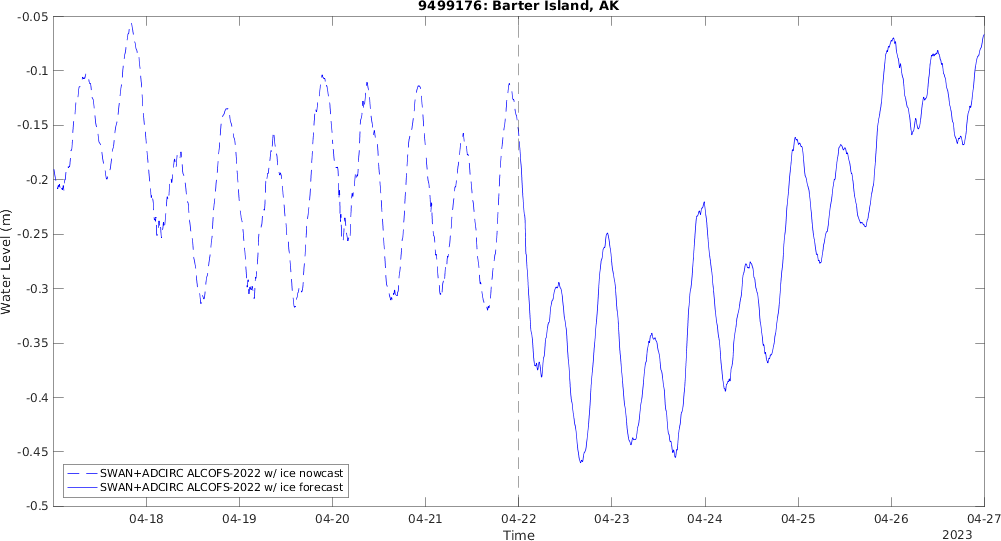 9499176: Barter Island, AK
-0.05
-0.1
-0.15
-0.2
-0.25
-0.3
-0.35
-0.4
-0.45
-0.5
Water Level (m)
SWAN+ADCIRC ALCOFS-2022 w/ ice nowcast
SWAN+ADCIRC ALCOFS-2022 w/ ice forecast
04-18 04-19 04-20 04-21 04-22 04-23 04-24 04-25 04-26 04-27
Time
2023